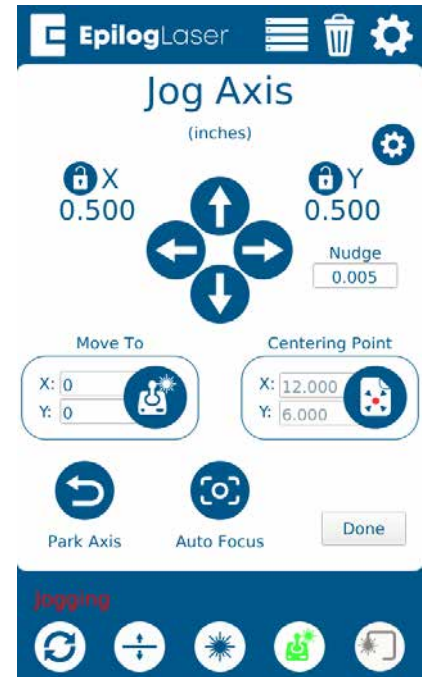 EpilogLaser
Jog Axis
(inches)
X
0.500
Y
0.500
Nudge
0.005
Move To
X: 0
Y: 0
Centering Point
X: 12.000
Y: 6.000
Park Axis
Auto Focus
Done
Jogging